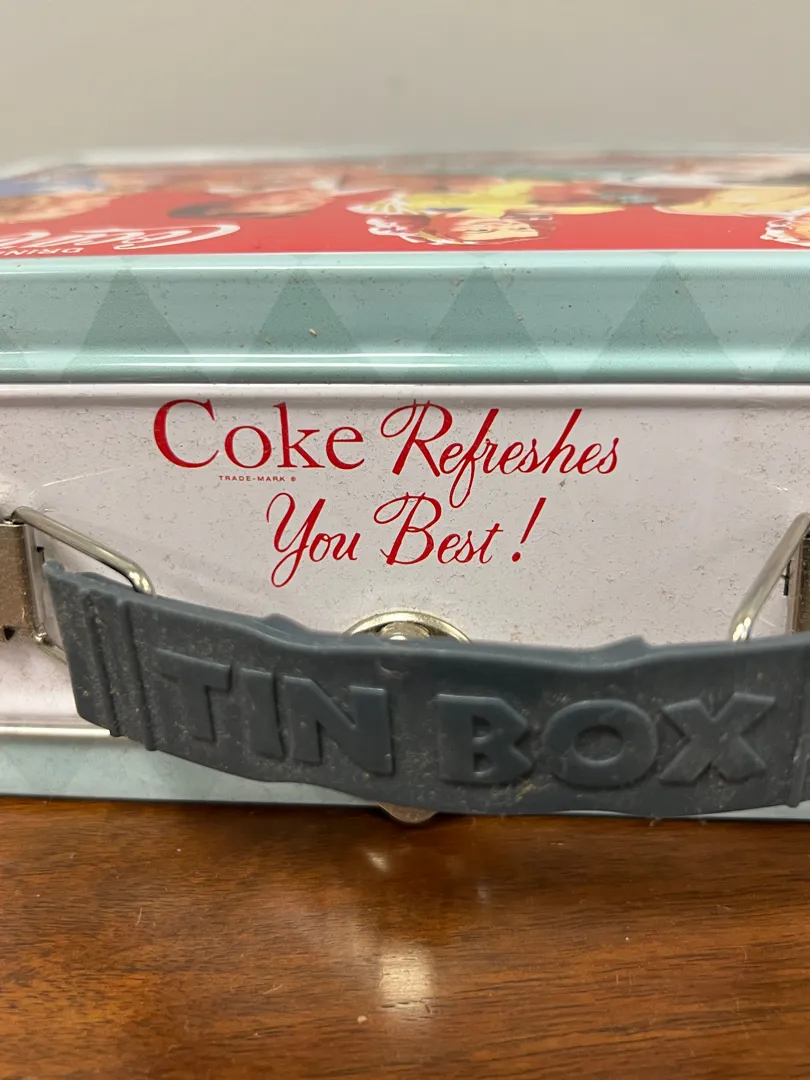 Coke Refreshes
TRADE-MARK ®
You Best!
TIN BOX